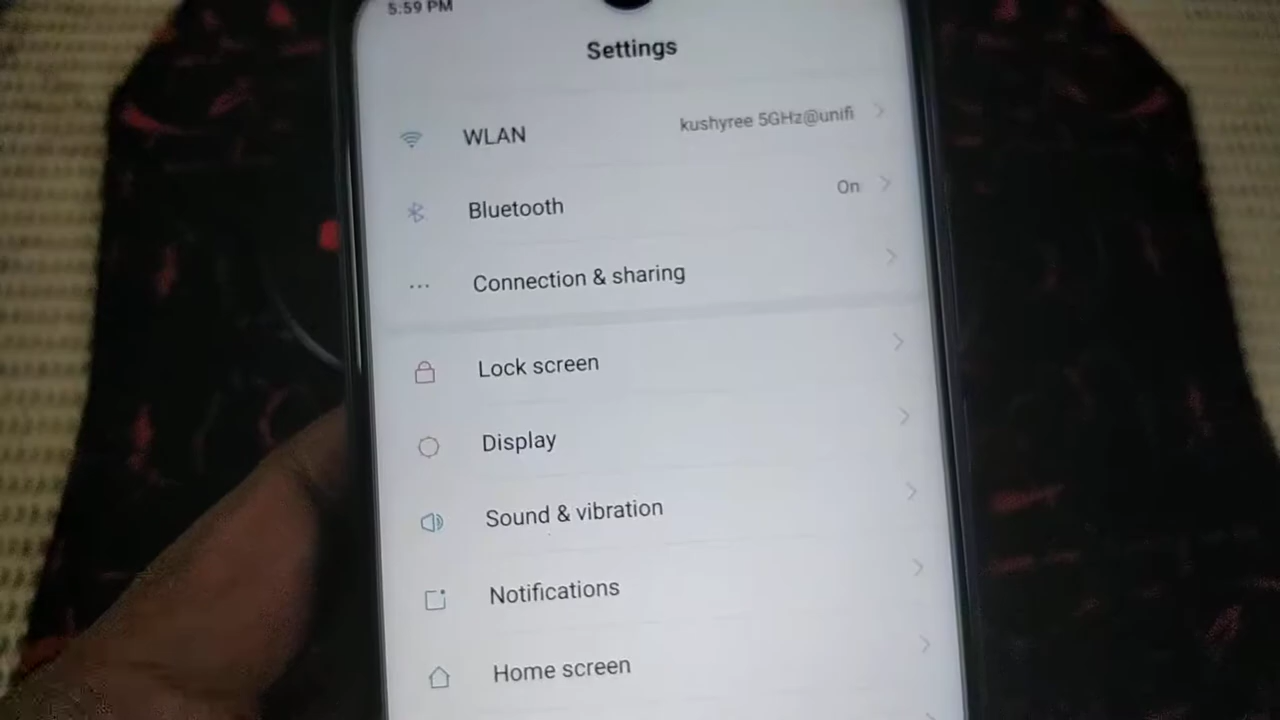 5:59 PM
Settings
WLAN kushyree 5GHz@unifi
Bluetooth On
Connection & sharing
Lock screen
Display
Sound & vibration
Notifications
Home screen